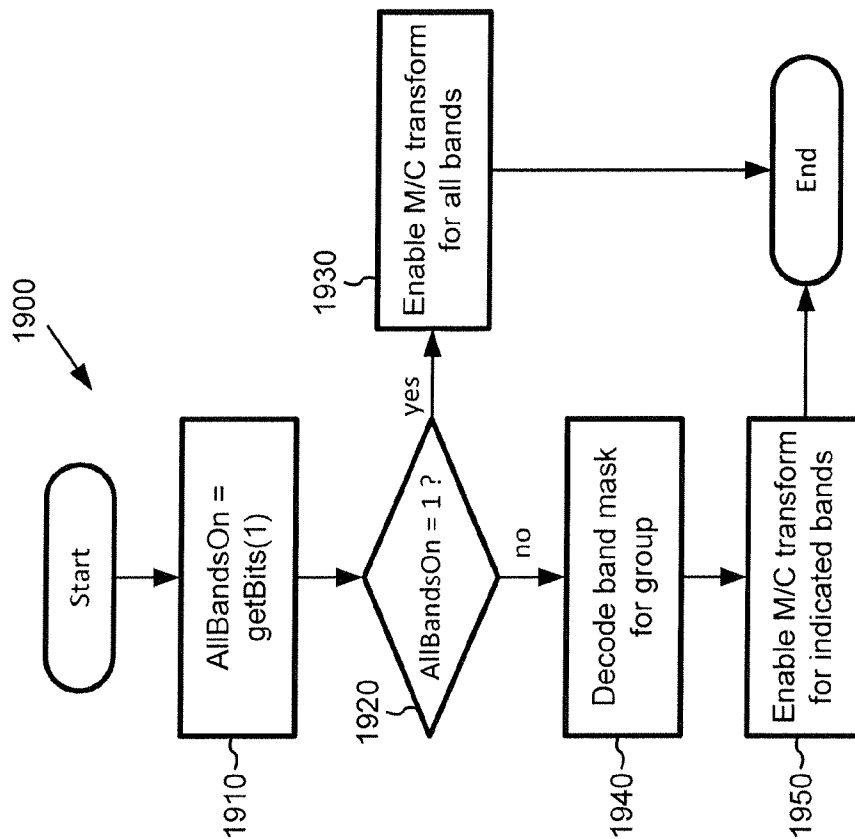 1900
Start
1910
AllBandsOn =
getBits(1)
1920
AllBandsOn = 1 ?
yes
1930
Enable M/C transform
for all bands
no
1940
Decode band mask
for group
1950
Enable M/C transform
for indicated bands
End